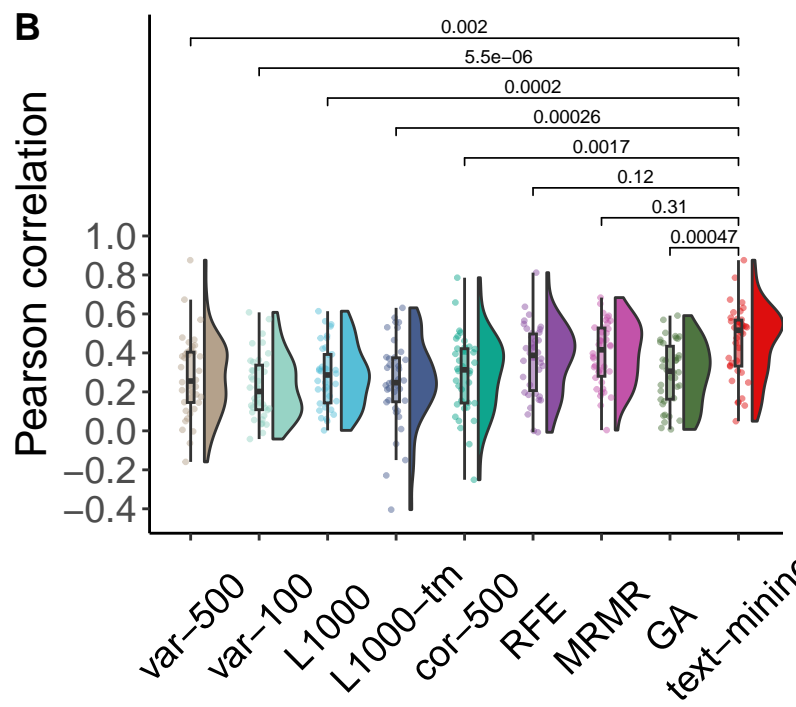 B
0.002
5.5e−06
0.0002
0.00026
0.0017
0.12
0.31
0.00047
Pearson correlation
1.0
0.8
0.6
0.4
0.2
0.0
−0.2
−0.4
var−500
var−100
L1000
L1000−tm
cor−500
RFE
MRMR
GA
text−mining